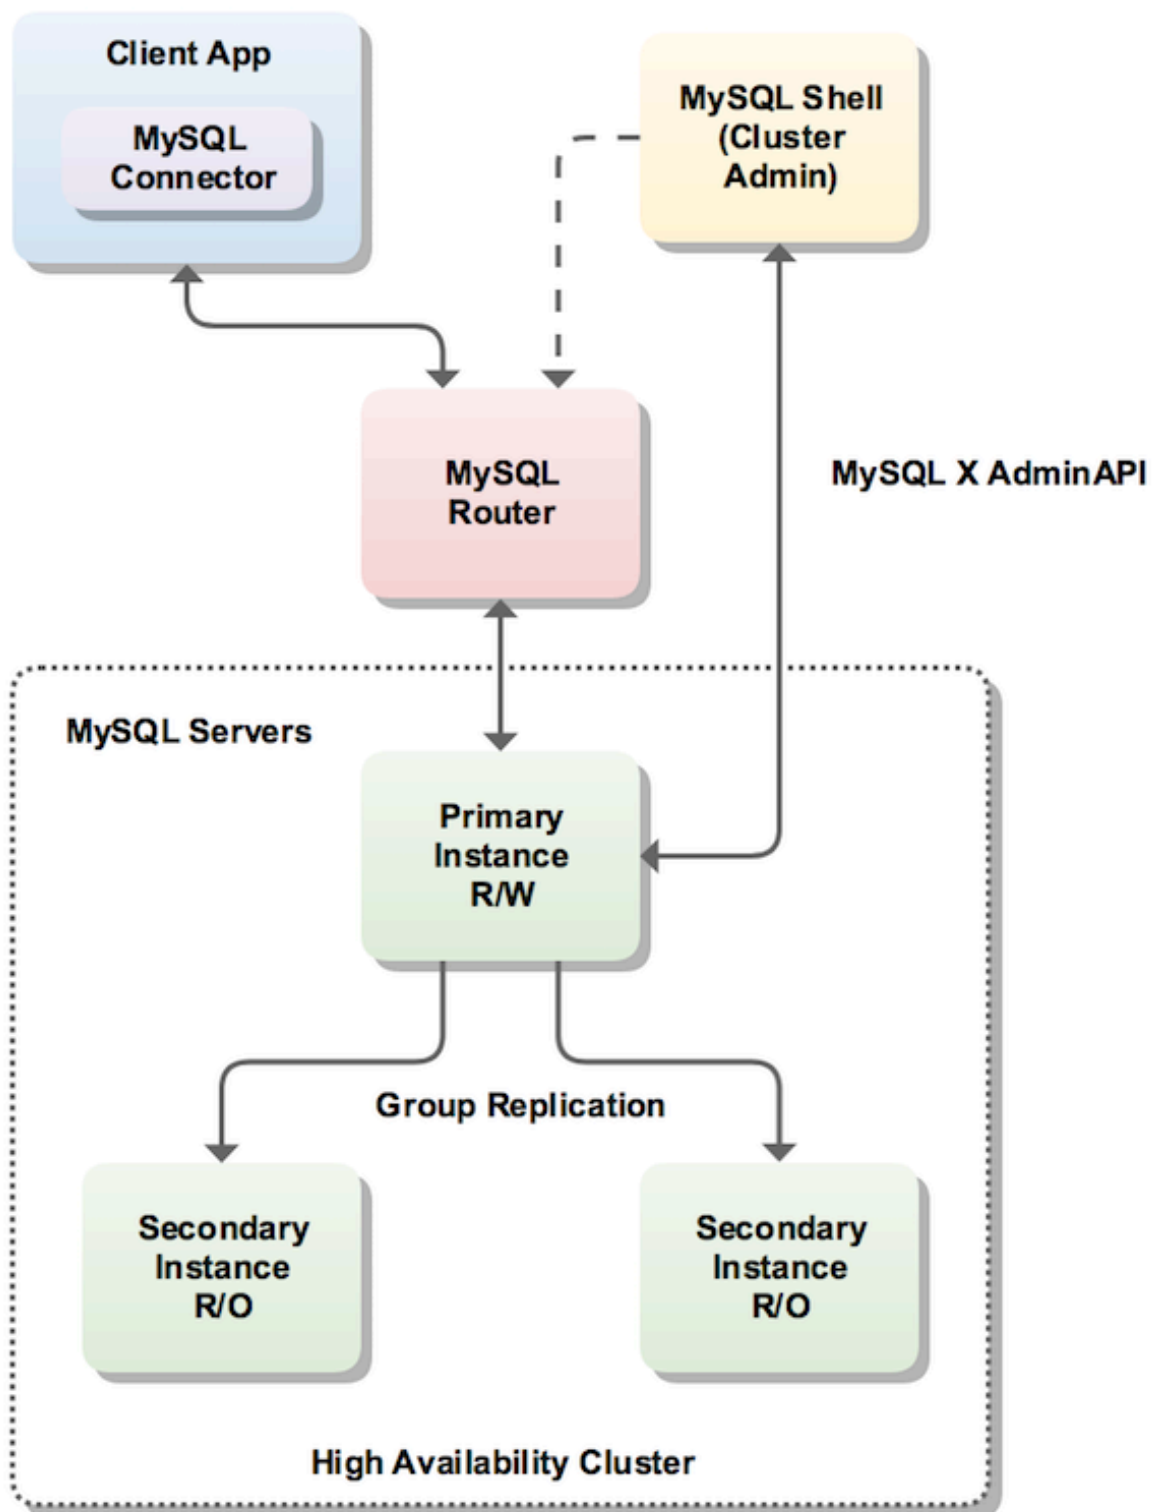 Client App
MySQL
Connector
MySQL Shell
(Cluster
Admin)
MySQL
Router
MySQL X AdminAPI
MySQL Servers
Primary
Instance
R/W
Group Replication
Secondary
Instance
R/O
Secondary
Instance
R/O
High Availability Cluster